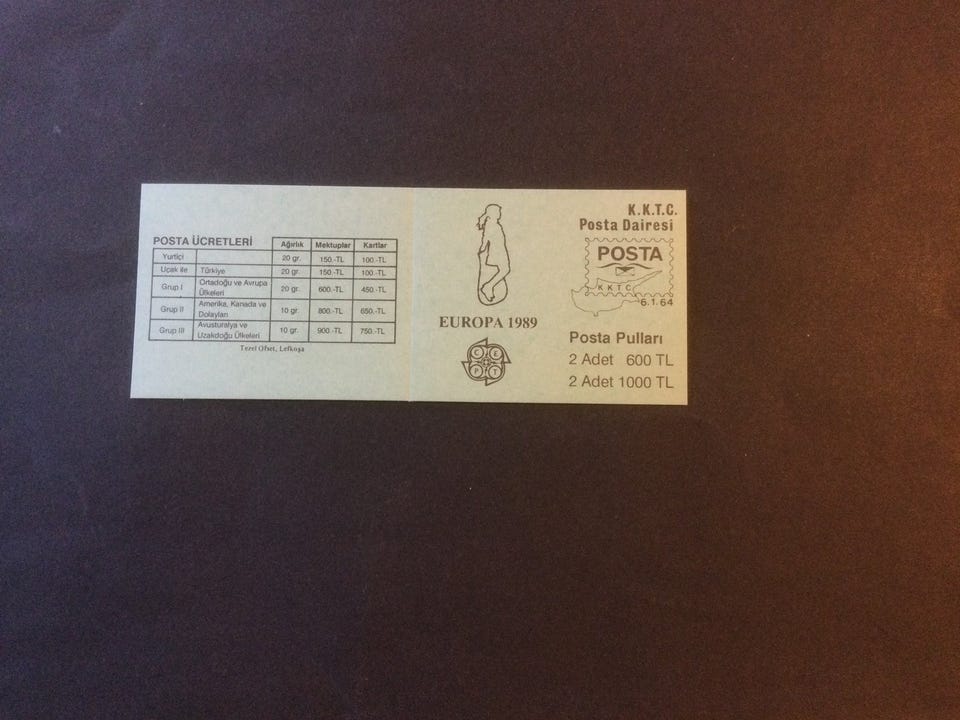 POSTA ÜCRETLERİ
Ağırlık Mektuplar Kartlar
Yurtiçi 20 gr. 150.-TL 100.-TL
Uçak ile Türkiye 20 gr. 150.-TL 100.-TL
Grup I Ortadoğu ve Avrupa Ülkeleri 20 gr. 600.-TL 450.-TL
Grup II Amerika, Kanada ve Dolayları 10 gr. 800.-TL 650.-TL
Grup III Avusturalya ve Uzakdoğu Ülkeleri 10 gr. 900.-TL 750.-TL
Tezel Ofset, Lefkoşa
EUROPA 1989
C E
P T
K.K.T.C.
Posta Dairesi
POSTA
KKTC
6.1.64
Posta Pulları
2 Adet 600 TL
2 Adet 1000 TL